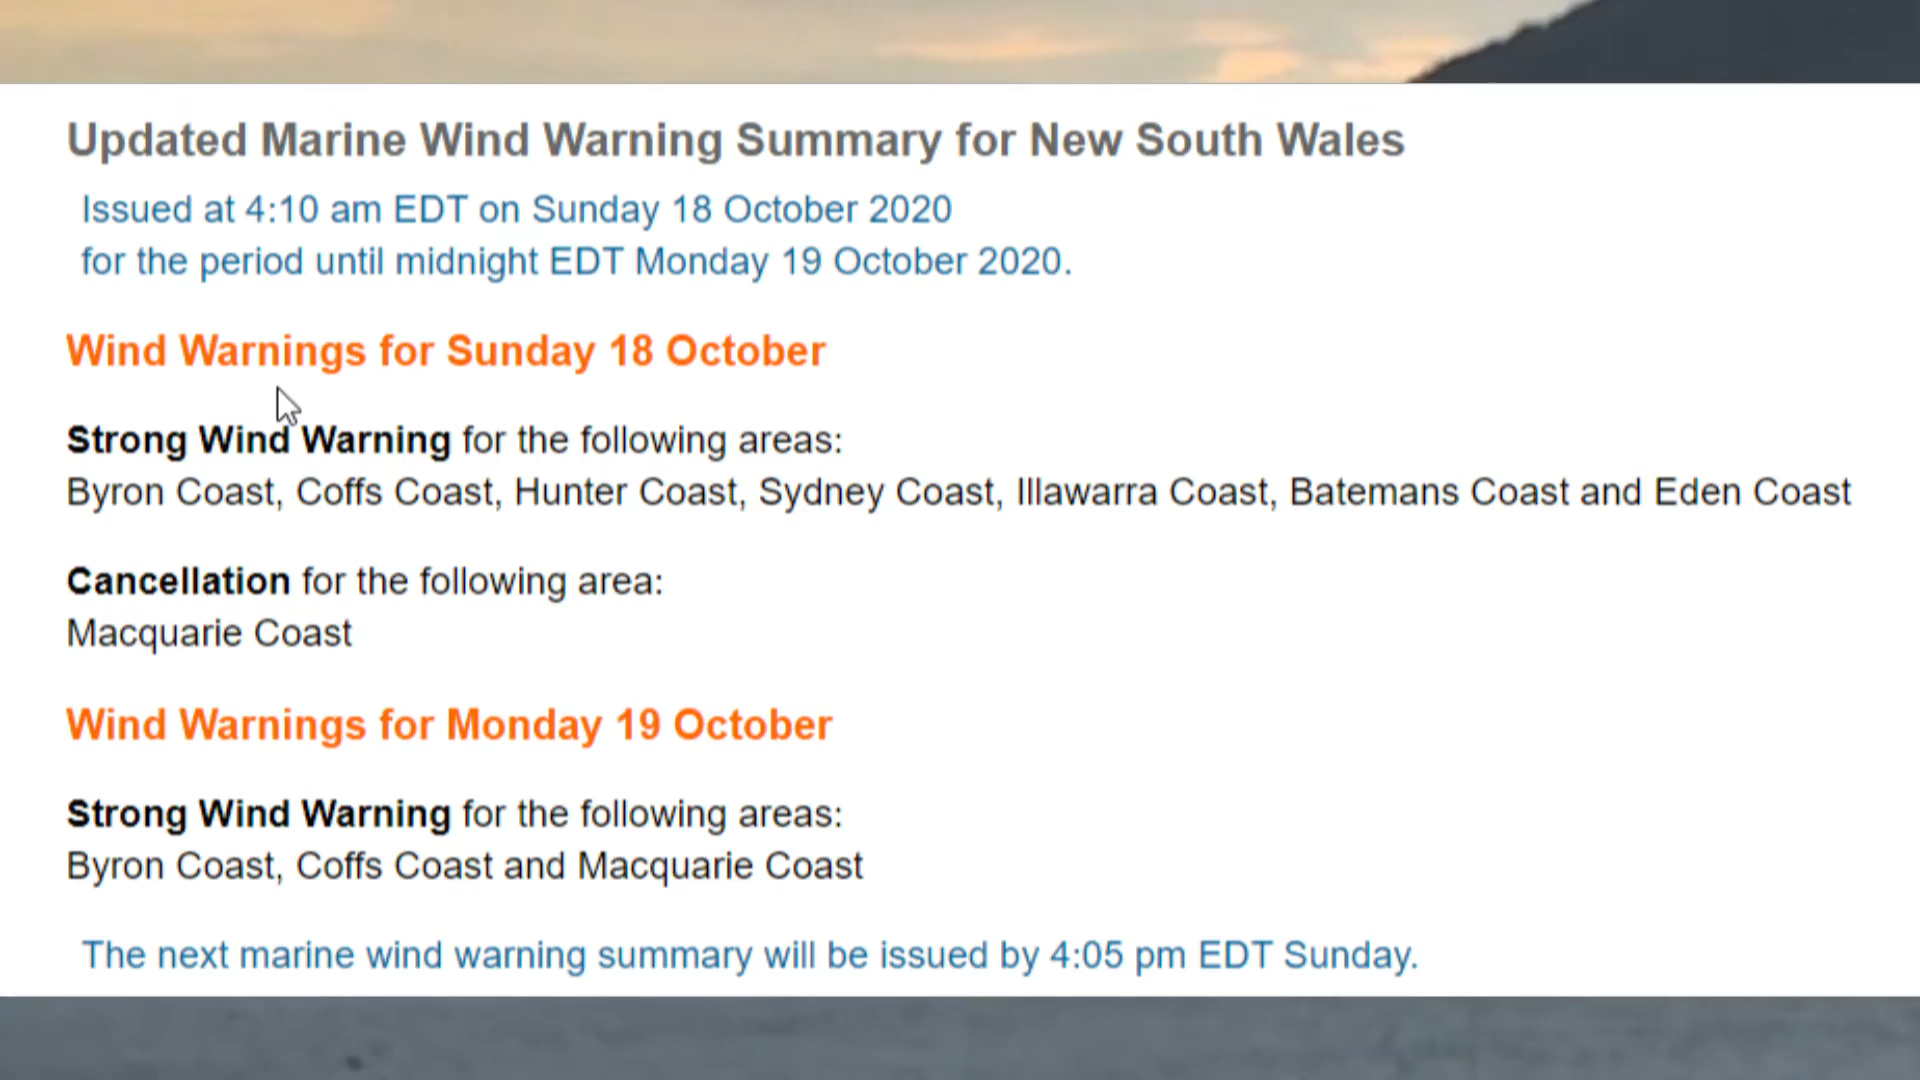 Updated Marine Wind Warning Summary for New South Wales
Issued at 4:10 am EDT on Sunday 18 October 2020
for the period until midnight EDT Monday 19 October 2020.
Wind Warnings for Sunday 18 October
Strong Wind Warning for the following areas:
Byron Coast, Coffs Coast, Hunter Coast, Sydney Coast, Illawarra Coast, Batemans Coast and Eden Coast
Cancellation for the following area:
Macquarie Coast
Wind Warnings for Monday 19 October
Strong Wind Warning for the following areas:
Byron Coast, Coffs Coast and Macquarie Coast
The next marine wind warning summary will be issued by 4:05 pm EDT Sunday.